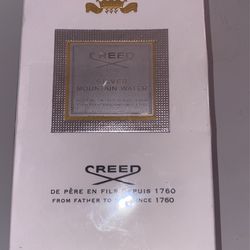 CREED
SILVER
MOUNTAIN WATER
CREED
DE PÈRE EN FILS DEPUIS 1760
FROM FATHER TO SINCE 1760